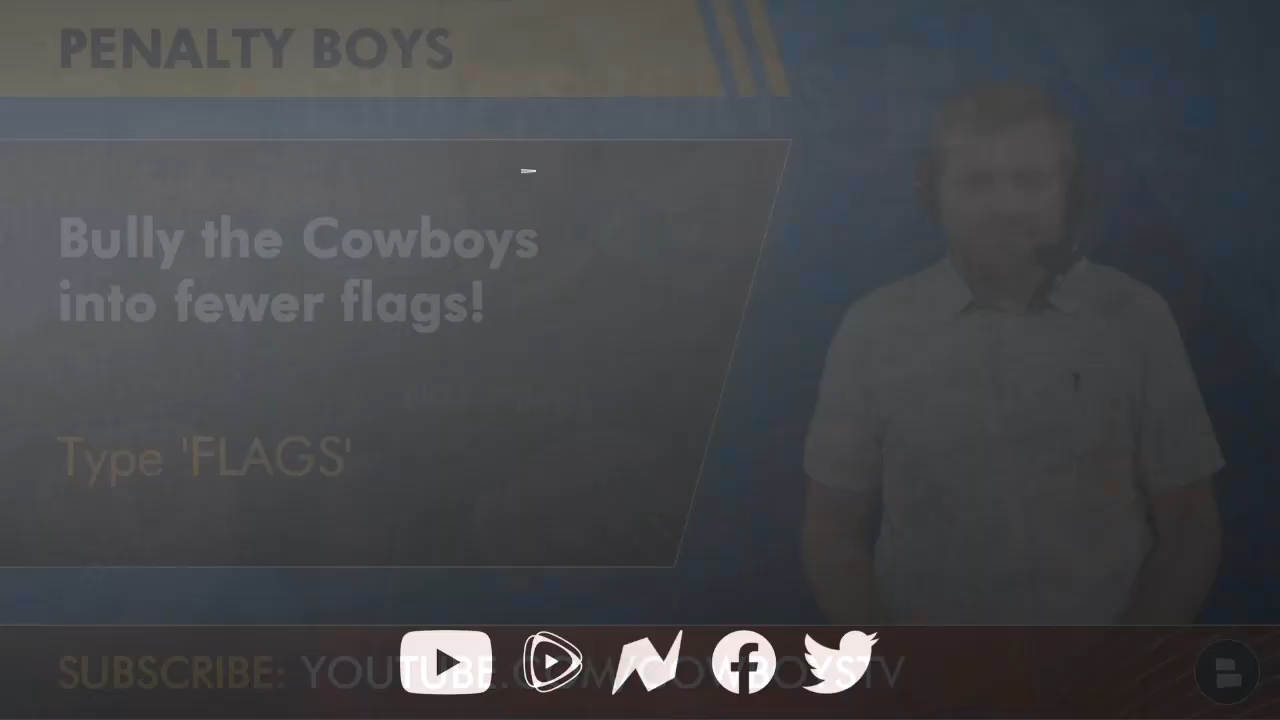 PENALTY BOYS
Bully the Cowboys
into fewer flags!
Type 'FLAGS'
SUBSCRIBE: YOUTUBE.COM/COWBOYSTV